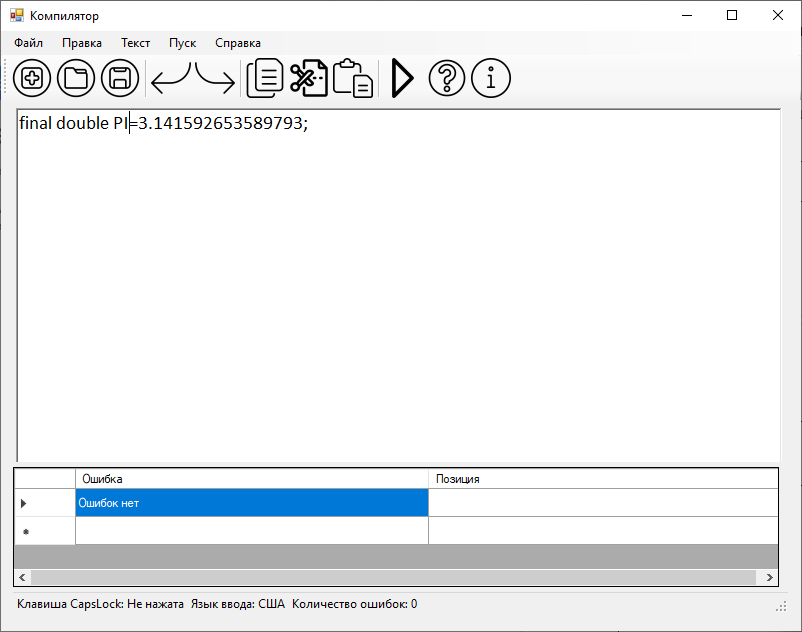 Компилятор
Файл Правка Текст Пуск Справка
final double PI=3.141592653589793;
Ошибка Позиция
Ошибок нет
Клавиша CapsLock: Не нажата Язык ввода: США Количество ошибок: 0